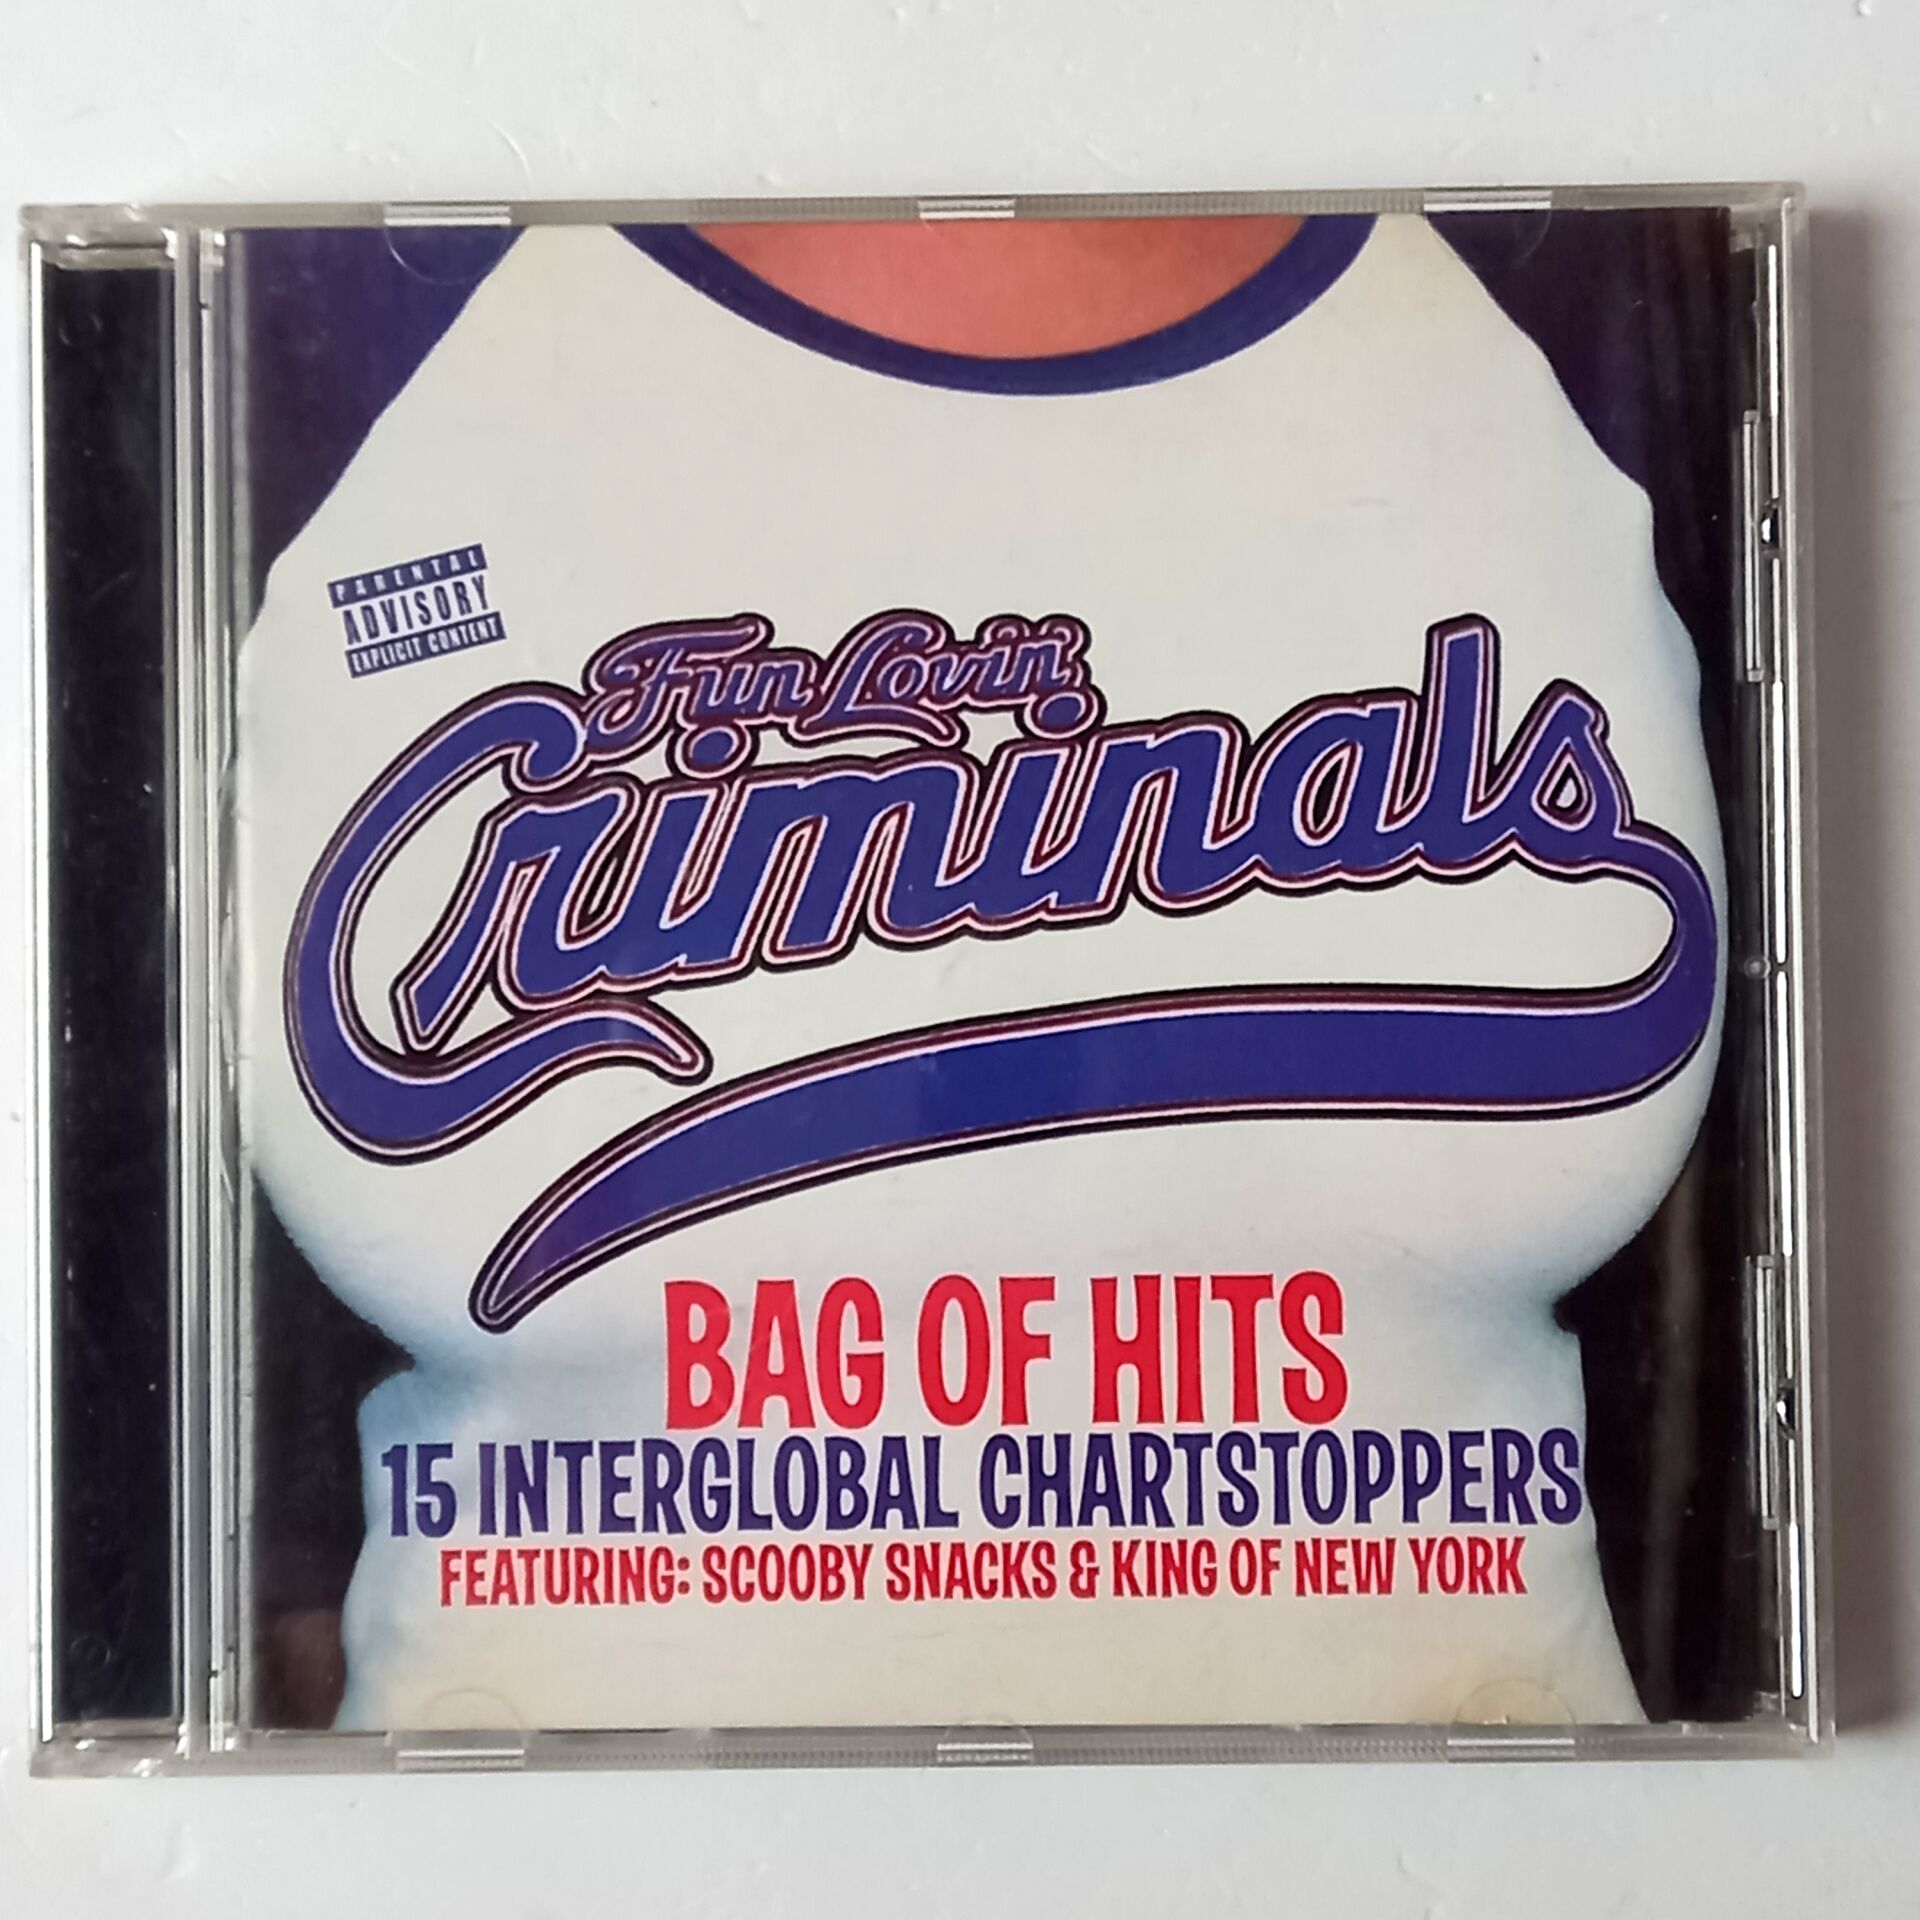 PARENTAL
ADVISORY
EXPLICIT CONTENT
Fun Lovin'
Criminals
BAG OF HITS
15 INTERGLOBAL CHARTSTOPPERS
FEATURING: SCOOBY SNACKS & KING OF NEW YORK